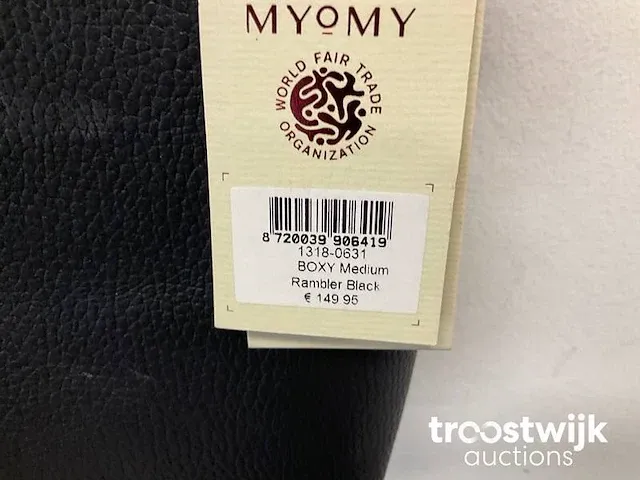 MYoMY
WORLD FAIR TRADE
ORGANIZATION
8 720039 906419
1318-0631
BOXY Medium
Rambler Black
€ 149.95
troostwijk
auctions